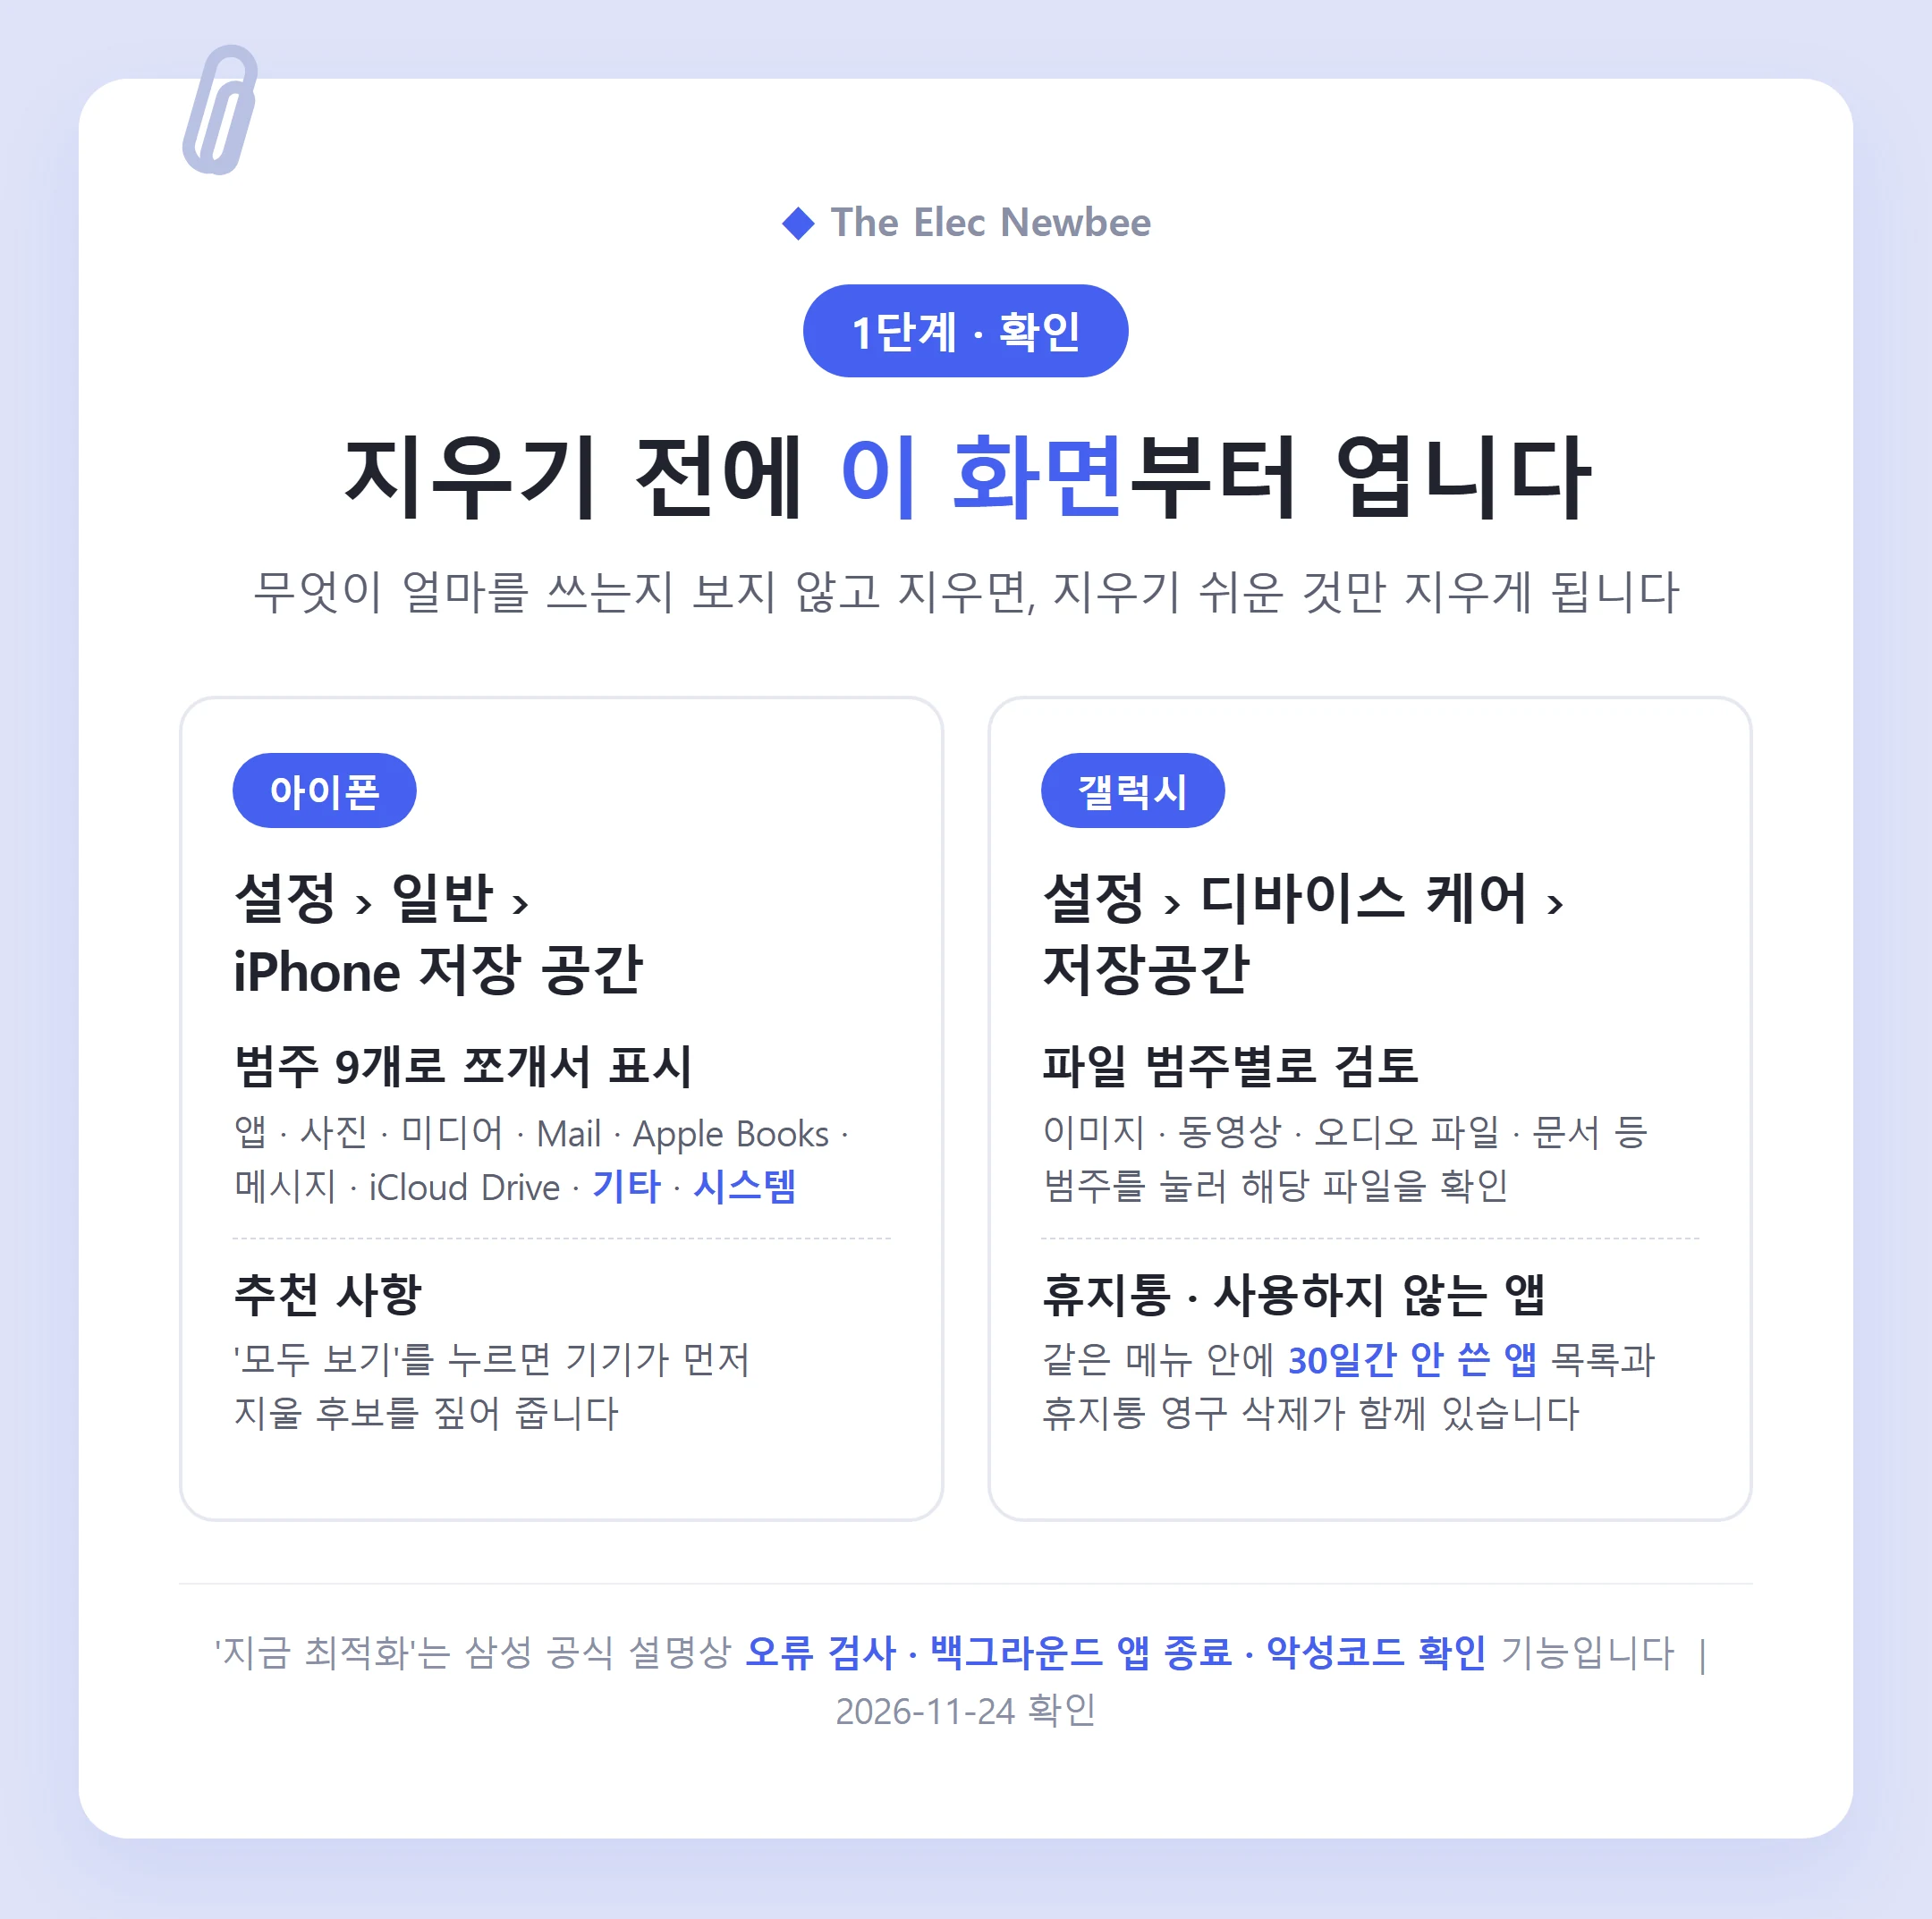 The Elec Newbee
1단계 · 확인
지우기 전에 이 화면부터 엽니다
무엇이 얼마를 쓰는지 보지 않고 지우면, 지우기 쉬운 것만 지우게 됩니다
아이폰
설정 › 일반 ›
iPhone 저장 공간
범주 9개로 쪼개서 표시
앱 · 사진 · 미디어 · Mail · Apple Books ·
메시지 · iCloud Drive · 기타 · 시스템
추천 사항
'모두 보기'를 누르면 기기가 먼저
지울 후보를 짚어 줍니다
갤럭시
설정 › 디바이스 케어 ›
저장공간
파일 범주별로 검토
이미지 · 동영상 · 오디오 파일 · 문서 등
범주를 눌러 해당 파일을 확인
휴지통 · 사용하지 않는 앱
같은 메뉴 안에 30일간 안 쓴 앱 목록과
휴지통 영구 삭제가 함께 있습니다
'지금 최적화'는 삼성 공식 설명상 오류 검사 · 백그라운드 앱 종료 · 악성코드 확인 기능입니다 |
2026-11-24 확인